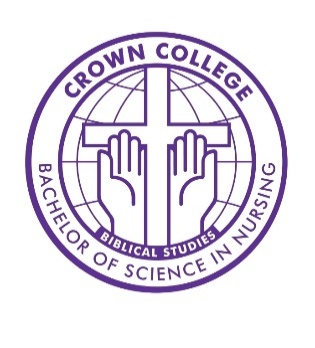 CROWN COLLEGE
BIBLICAL STUDIES
BACHELOR OF SCIENCE IN NURSING